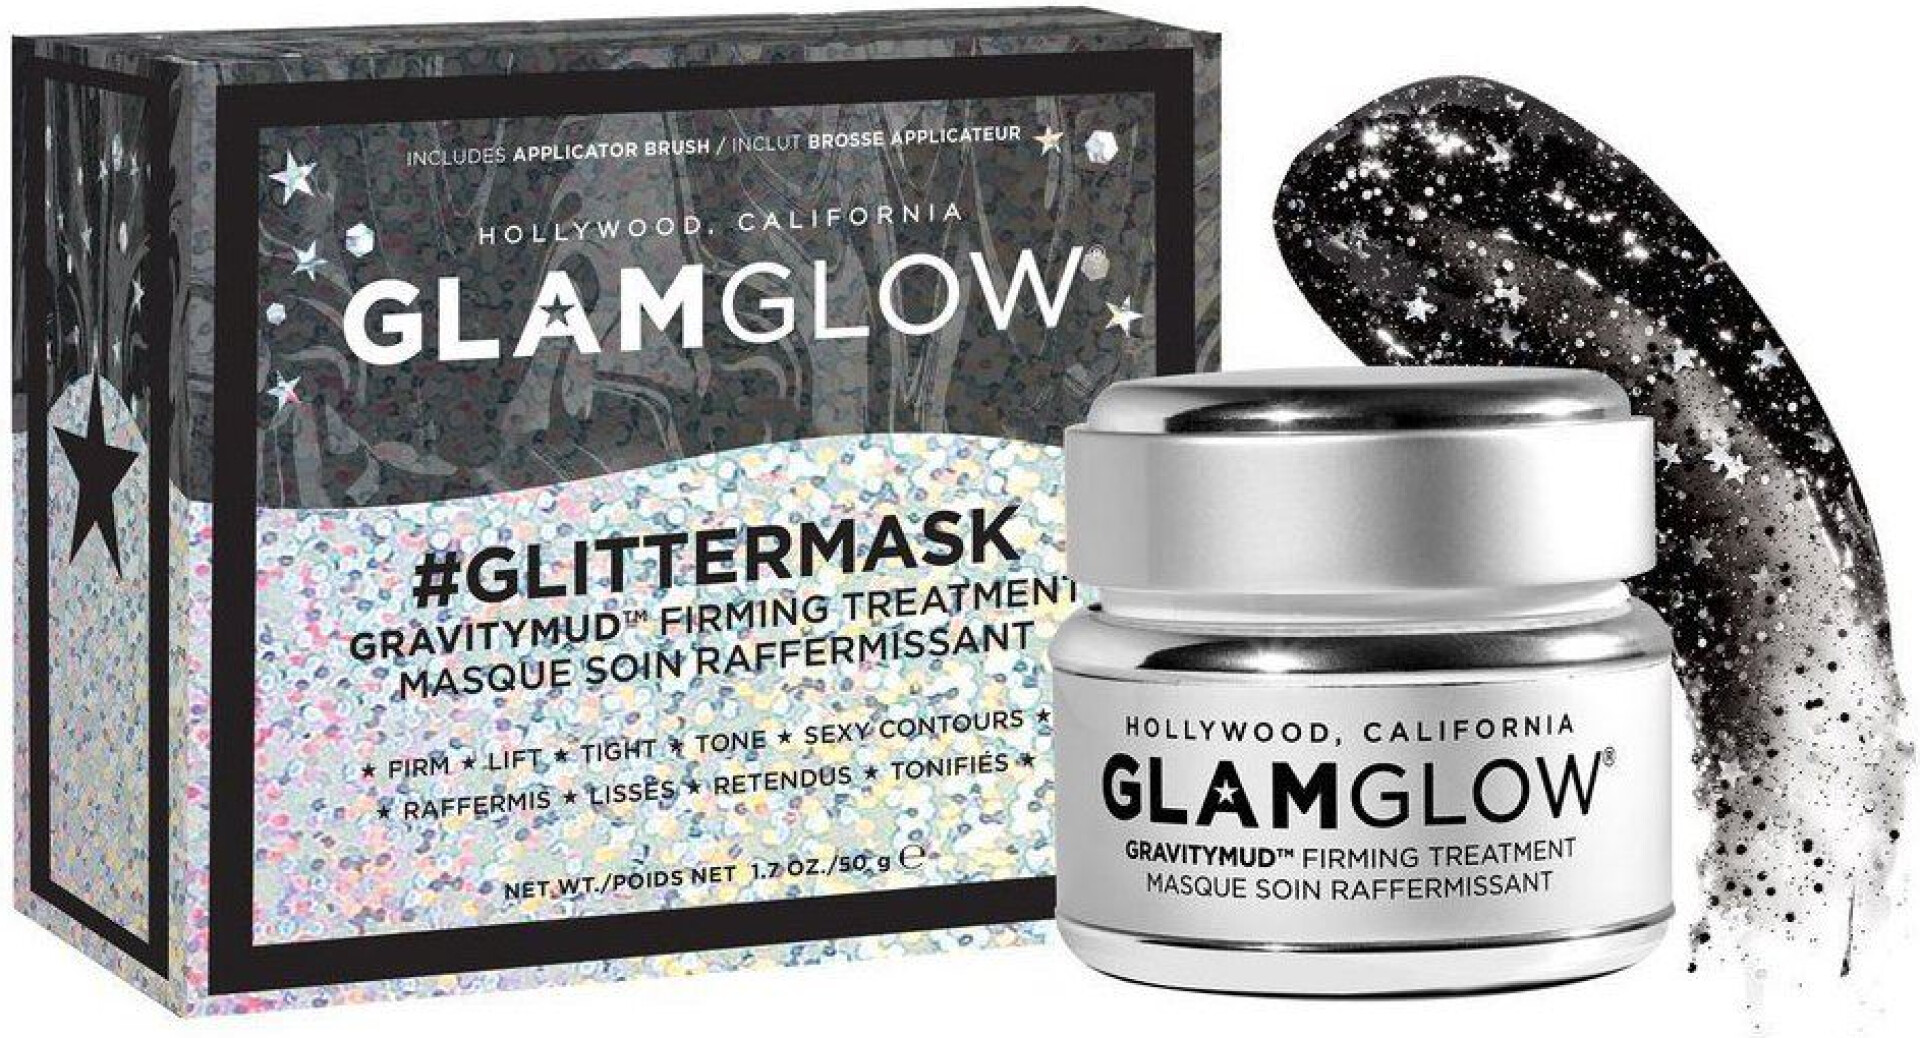 INCLUDES APPLICATOR BRUSH / INCLUT BROSSE APPLICATEUR
HOLLYWOOD, CALIFORNIA
GLAMGLOW®
#GLITTERMASK
GRAVITYMUD™ FIRMING TREATMENT
MASQUE SOIN RAFFERMISSANT
★ FIRM ★ LIFT ★ TIGHT ★ TONE ★ SEXY CONTOURS ★
★ RAFFERMIS ★ LISSÉS ★ RETENDUS ★ TONIFIÉS ★
NET WT./POIDS NET 1.7 OZ./50 g ℮
HOLLYWOOD, CALIFORNIA
GLAMGLOW®
GRAVITYMUD™ FIRMING TREATMENT
MASQUE SOIN RAFFERMISSANT